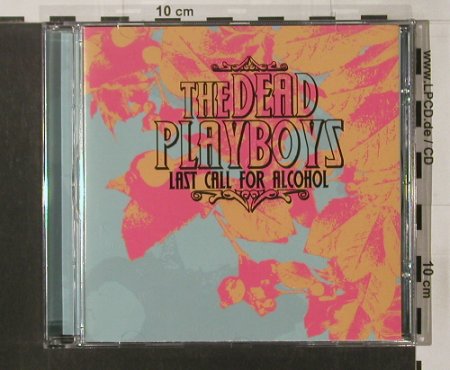 10 cm
THE DEAD
PLAYBOYS
LAST CALL FOR ALCOHOL
www.LPCD.de / CD
10 cm